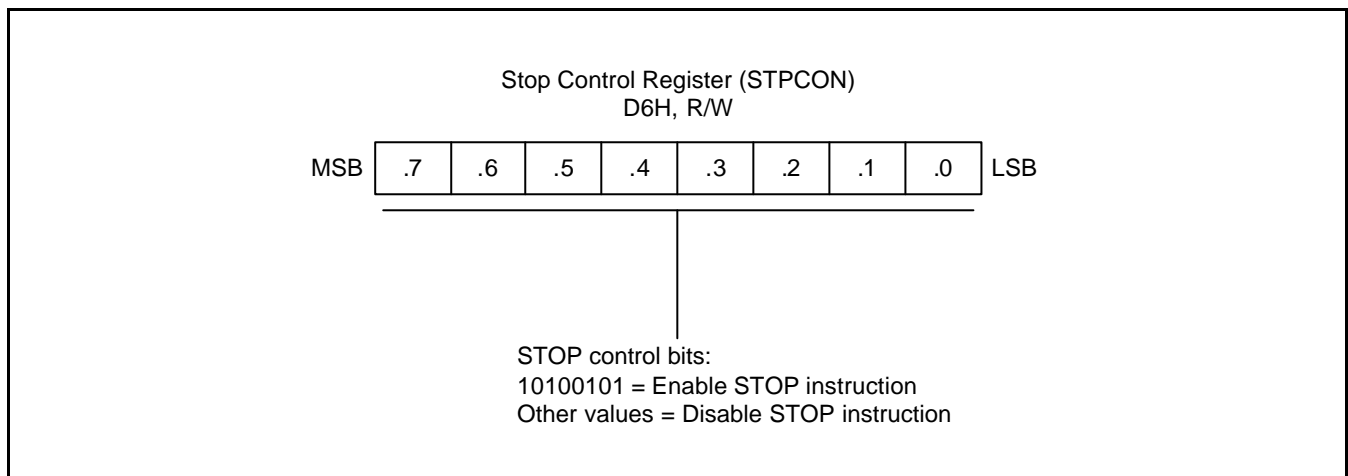 Stop Control Register (STPCON)
D6H, R/W
MSB .7 .6 .5 .4 .3 .2 .1 .0 LSB
STOP control bits:
10100101 = Enable STOP instruction
Other values = Disable STOP instruction